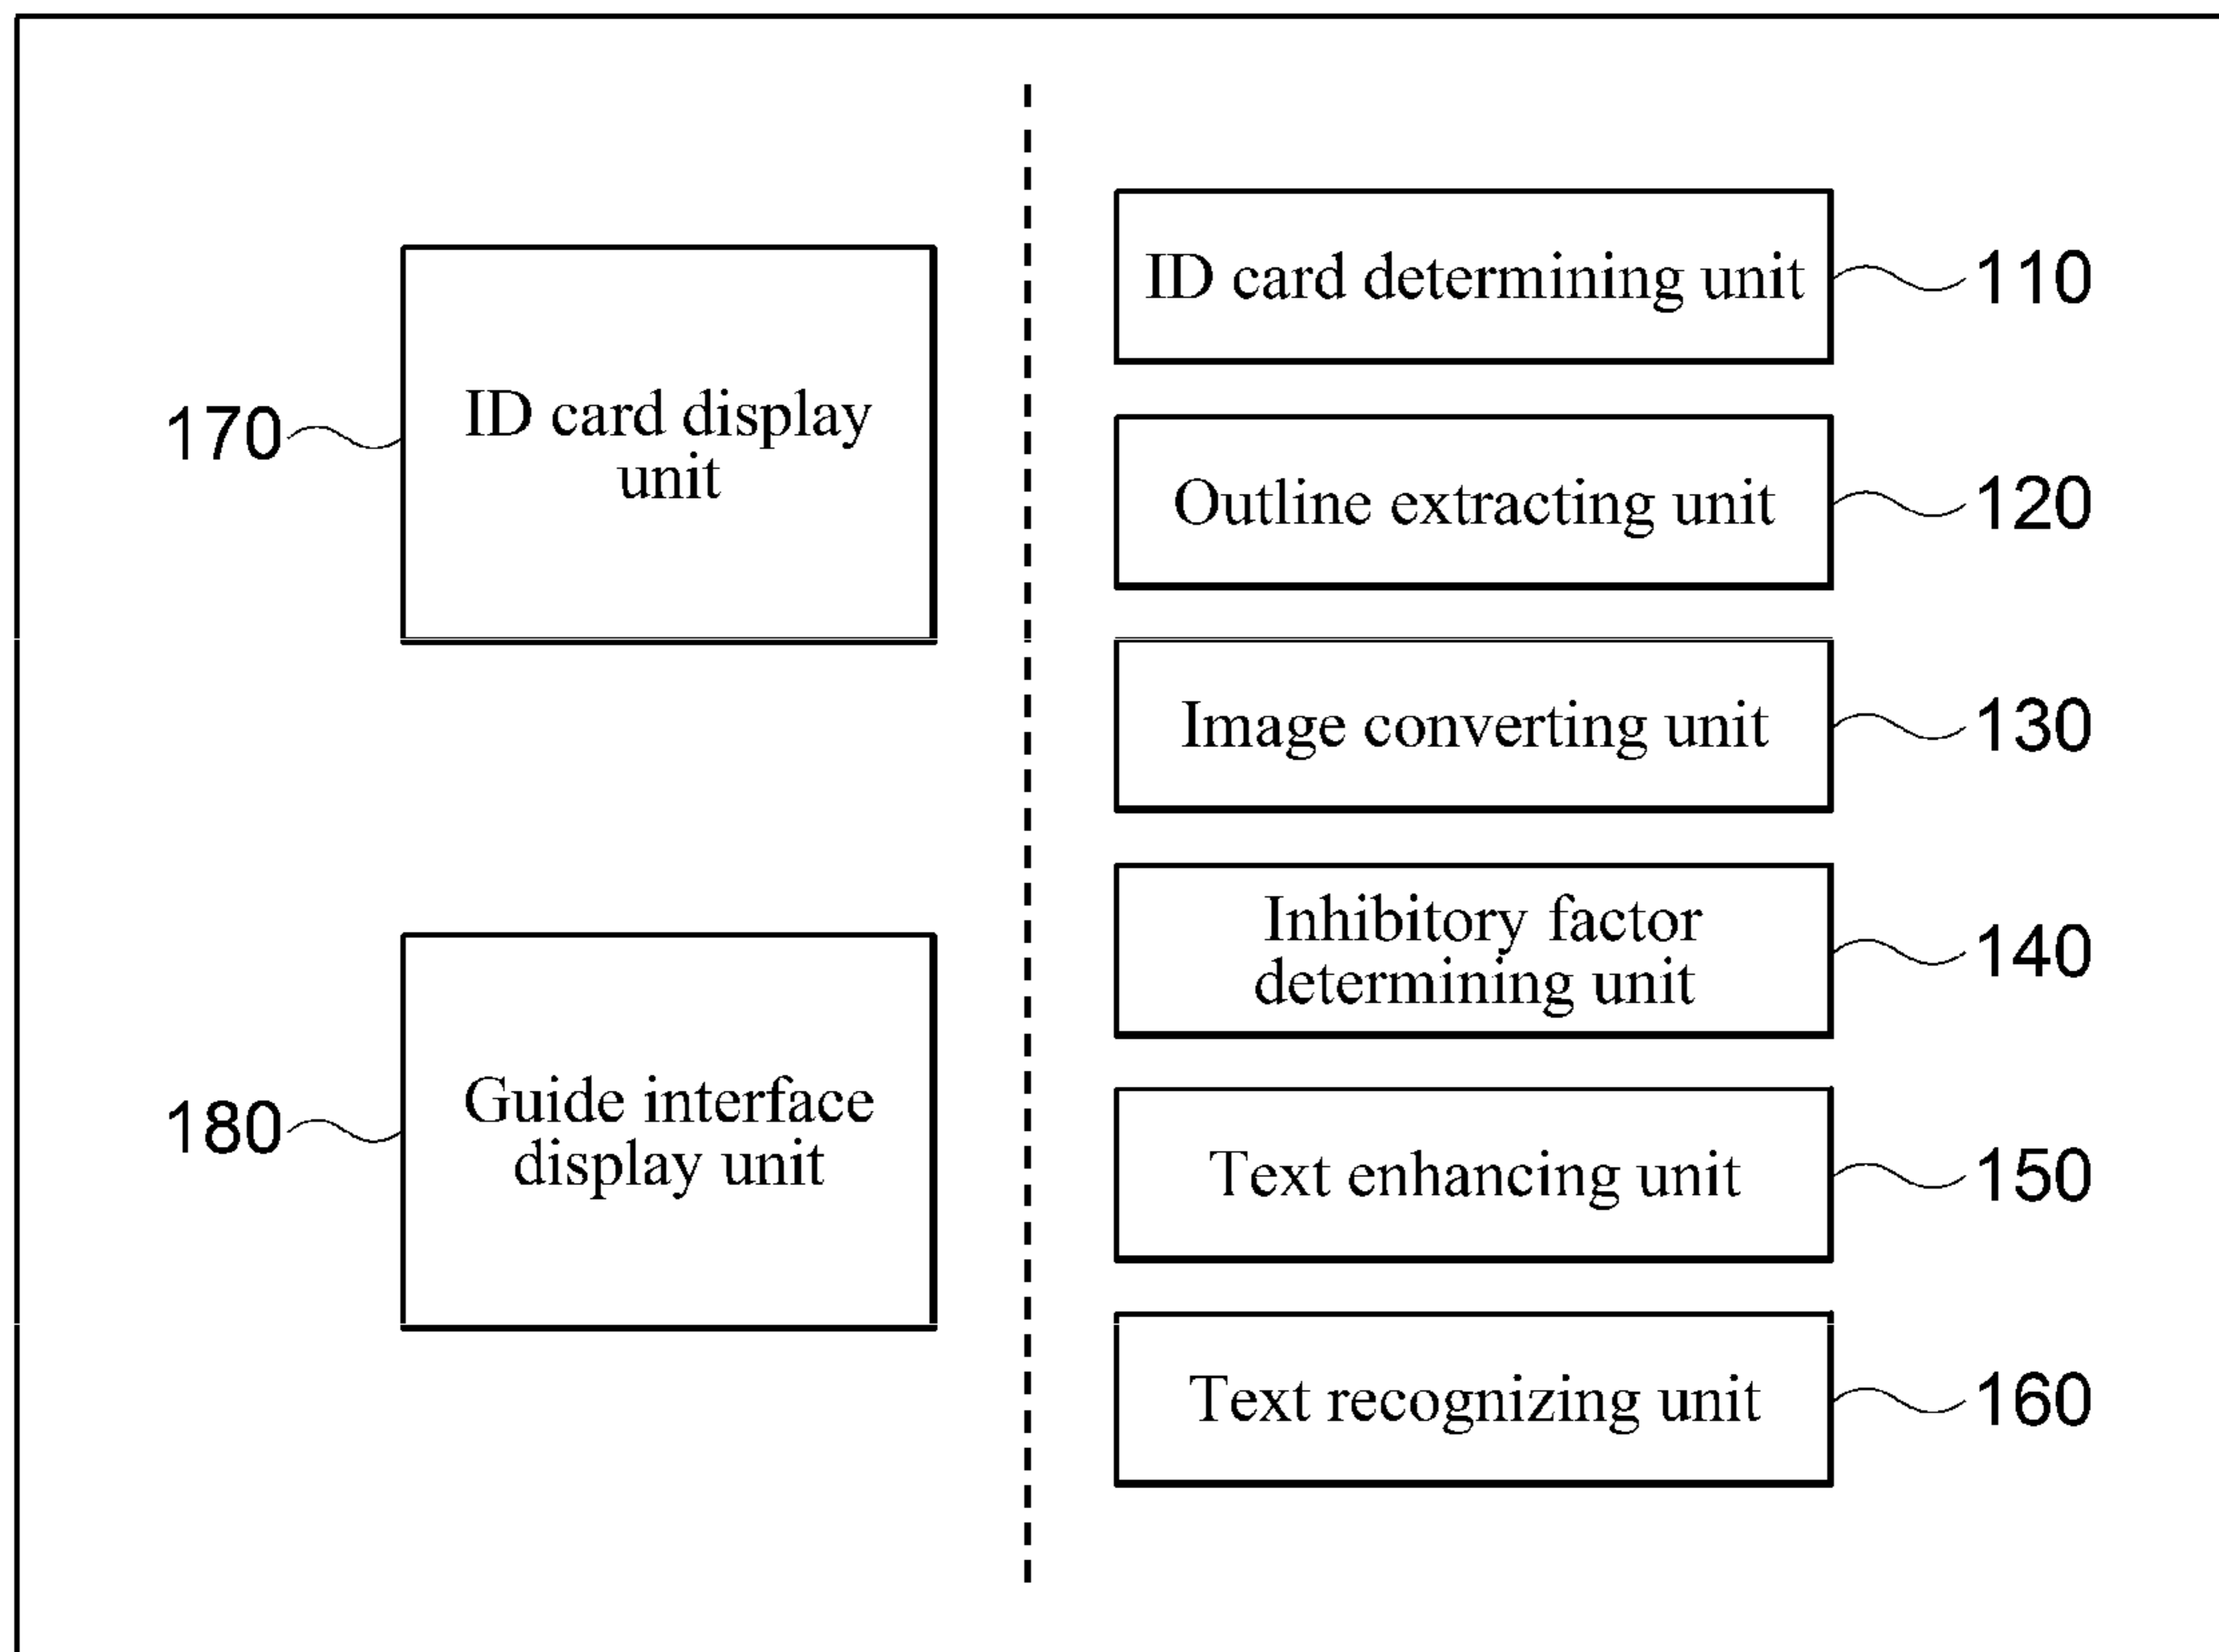 170
ID card display
unit
180
Guide interface
display unit
ID card determining unit
110
Outline extracting unit
120
Image converting unit
130
Inhibitory factor
determining unit
140
Text enhancing unit
150
Text recognizing unit
160